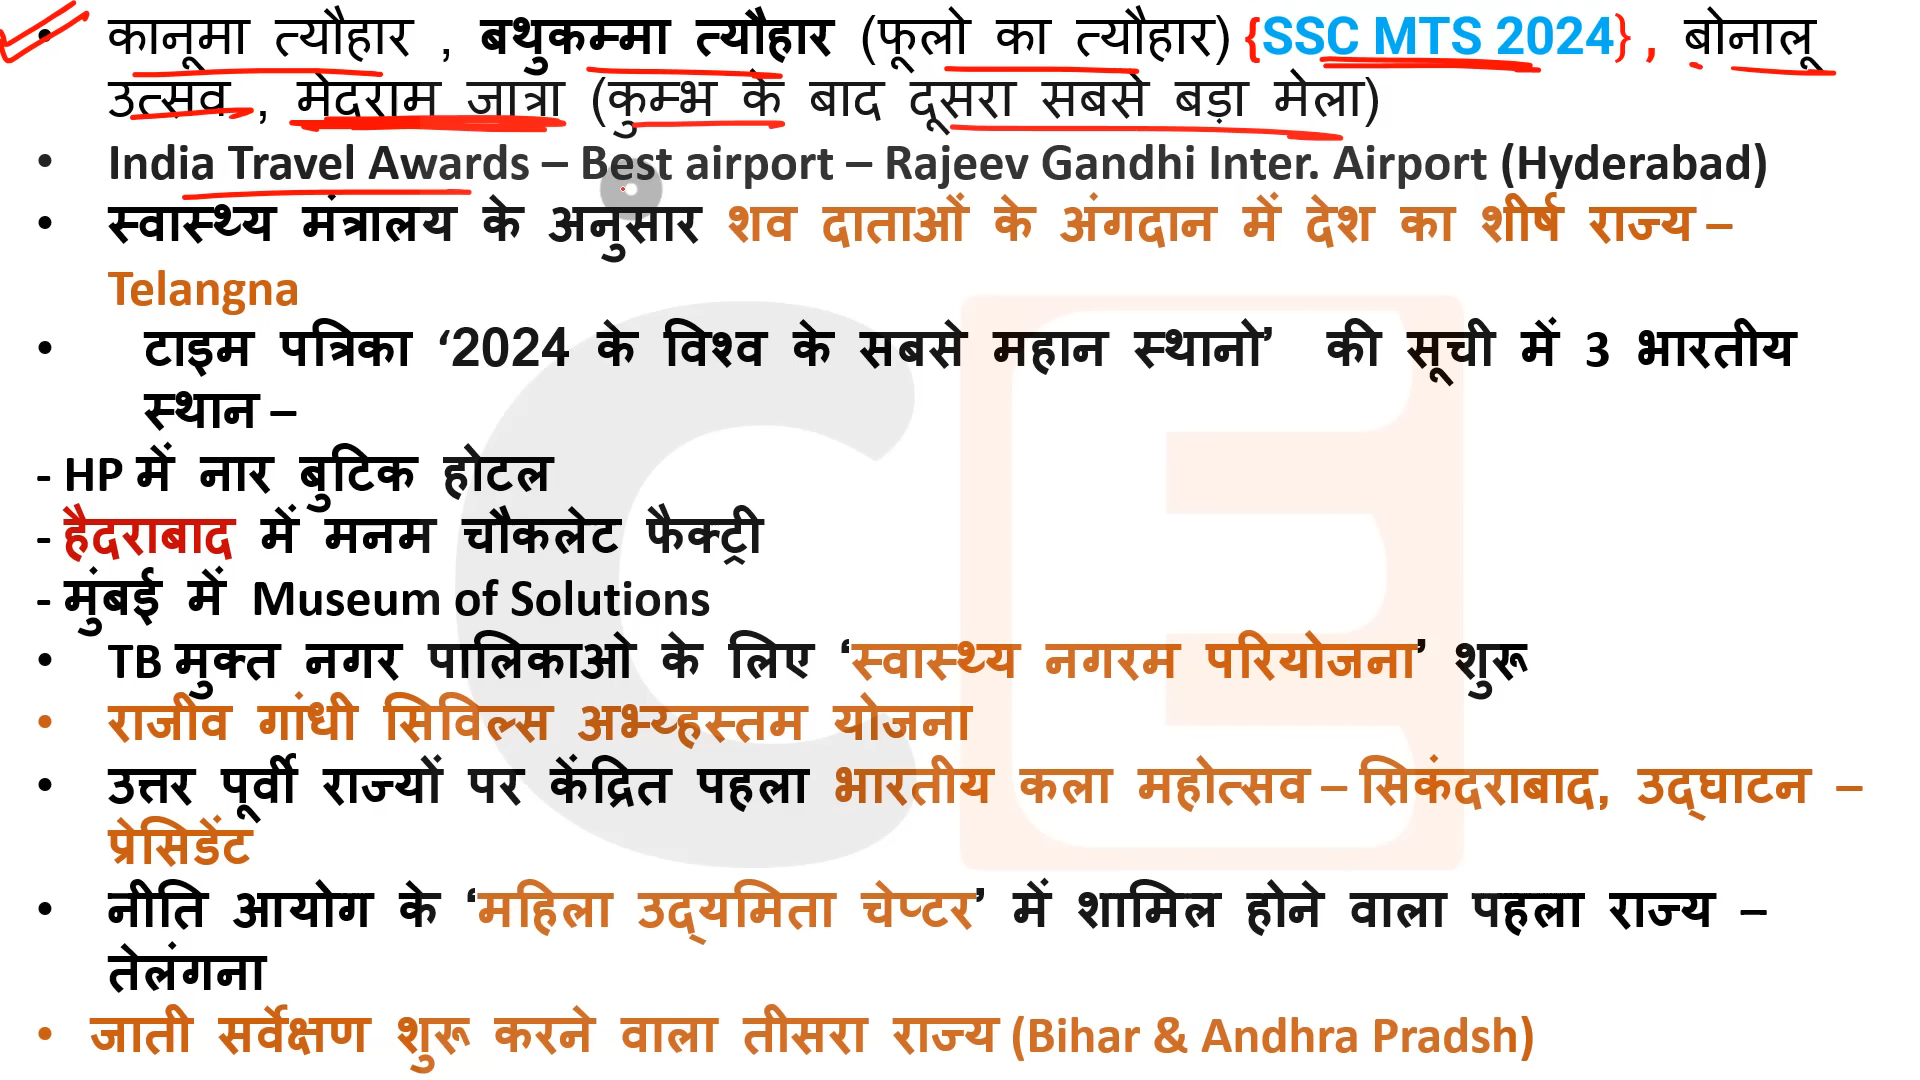 • कानूमा त्यौहार , बथुकम्मा त्यौहार (फूलो का त्यौहार) {SSC MTS 2024} , बोनालू
उत्सव , मेदराम जात्रा (कुम्भ के बाद दूसरा सबसे बड़ा मेला)
• India Travel Awards – Best airport – Rajeev Gandhi Inter. Airport (Hyderabad)
• स्वास्थ्य मंत्रालय के अनुसार शव दाताओं के अंगदान में देश का शीर्ष राज्य –
Telangna
• टाइम पत्रिका ‘2024 के विश्व के सबसे महान स्थानो’ की सूची में 3 भारतीय
स्थान –
- HP में नार बुटिक होटल
- हैदराबाद में मनम चौकलेट फैक्ट्री
- मुंबई में Museum of Solutions
• TB मुक्त नगर पालिकाओ के लिए ‘स्वास्थ्य नगरम परियोजना’ शुरू
• राजीव गांधी सिविल्स अभ्य्हस्तम योजना
• उत्तर पूर्वी राज्यों पर केंद्रित पहला भारतीय कला महोत्सव – सिकंदराबाद, उद्घाटन –
प्रेसिडेंट
• नीति आयोग के ‘महिला उद्यमिता चेप्टर’ में शामिल होने वाला पहला राज्य –
तेलंगना
• जाती सर्वेक्षण शुरू करने वाला तीसरा राज्य (Bihar & Andhra Pradsh)
CE